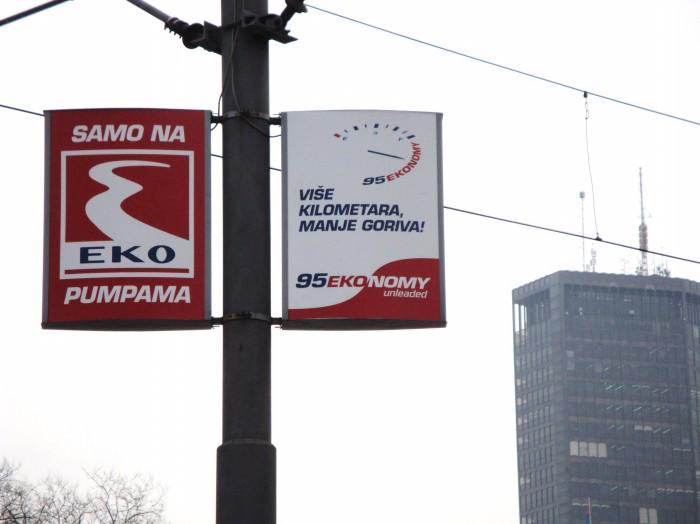 SAMO NA
EKO
PUMPAMA
95EKONOMY
VIŠE
KILOMETARA,
MANJE GORIVA!
95EKONOMY
unleaded